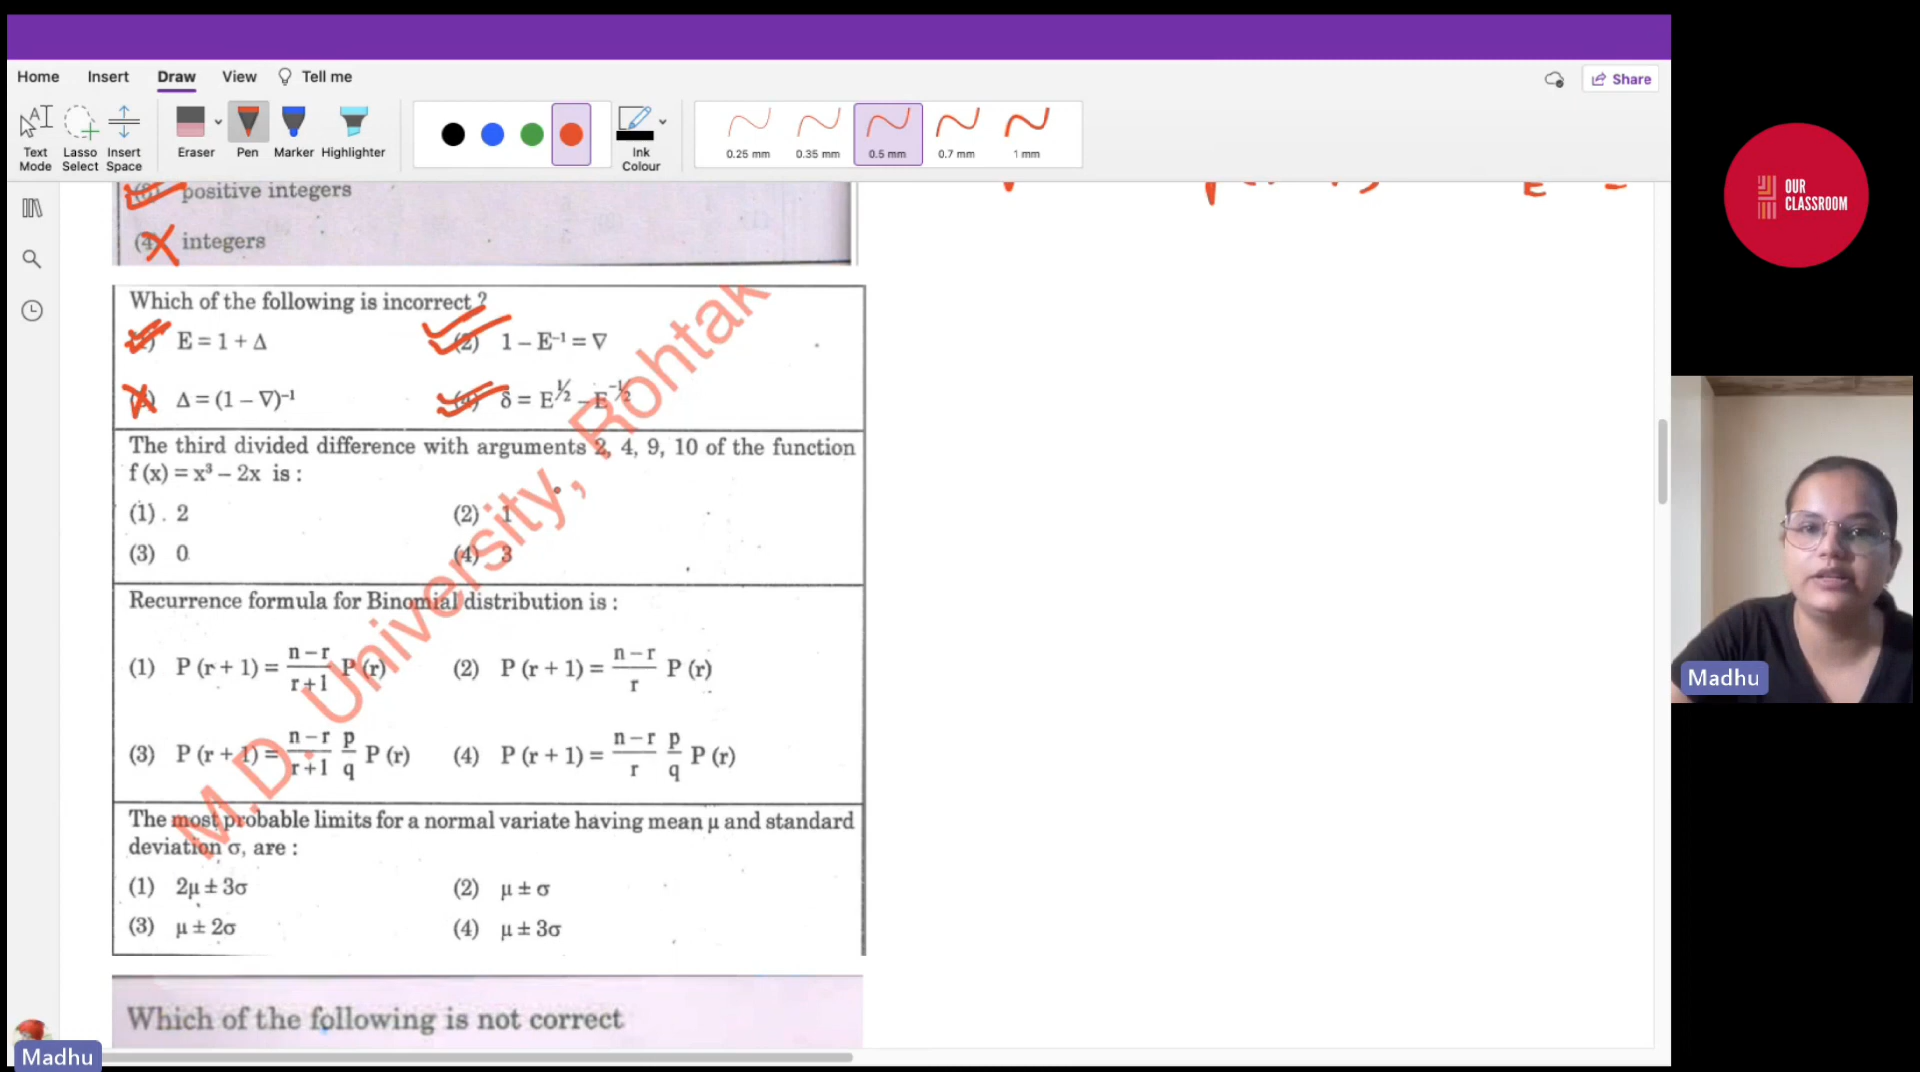 Home Insert Draw View Tell me
Share
Text Mode
Lasso Select
Insert Space
Eraser
Pen
Marker
Highlighter
Ink Colour
0.25 mm
0.35 mm
0.5 mm
0.7 mm
1 mm
OUR CLASSROOM
positive integers
(4) integers
Which of the following is incorrect ?
E = 1 + Δ
(2) 1 – E⁻¹ = ∇
Δ = (1 – ∇)⁻¹
(4) δ = E^½ – E^–½
The third divided difference with arguments 2, 4, 9, 10 of the function
f (x) = x³ – 2x is :
(1) . 2
(2) 1
(3) 0
(4) 3
Recurrence formula for Binomial distribution is :
(1) P (r + 1) = n – r / r + 1 P (r)
(2) P (r + 1) = n – r / r P (r)
(3) P (r + 1) = n – r / r + 1 p / q P (r)
(4) P (r + 1) = n – r / r p / q P (r)
The most probable limits for a normal variate having mean μ and standard
deviation σ, are :
(1) 2μ ± 3σ
(2) μ ± σ
(3) μ ± 2σ
(4) μ ± 3σ
M.D. University, Rohtak
Which of the following is not correct
Madhu
Madhu